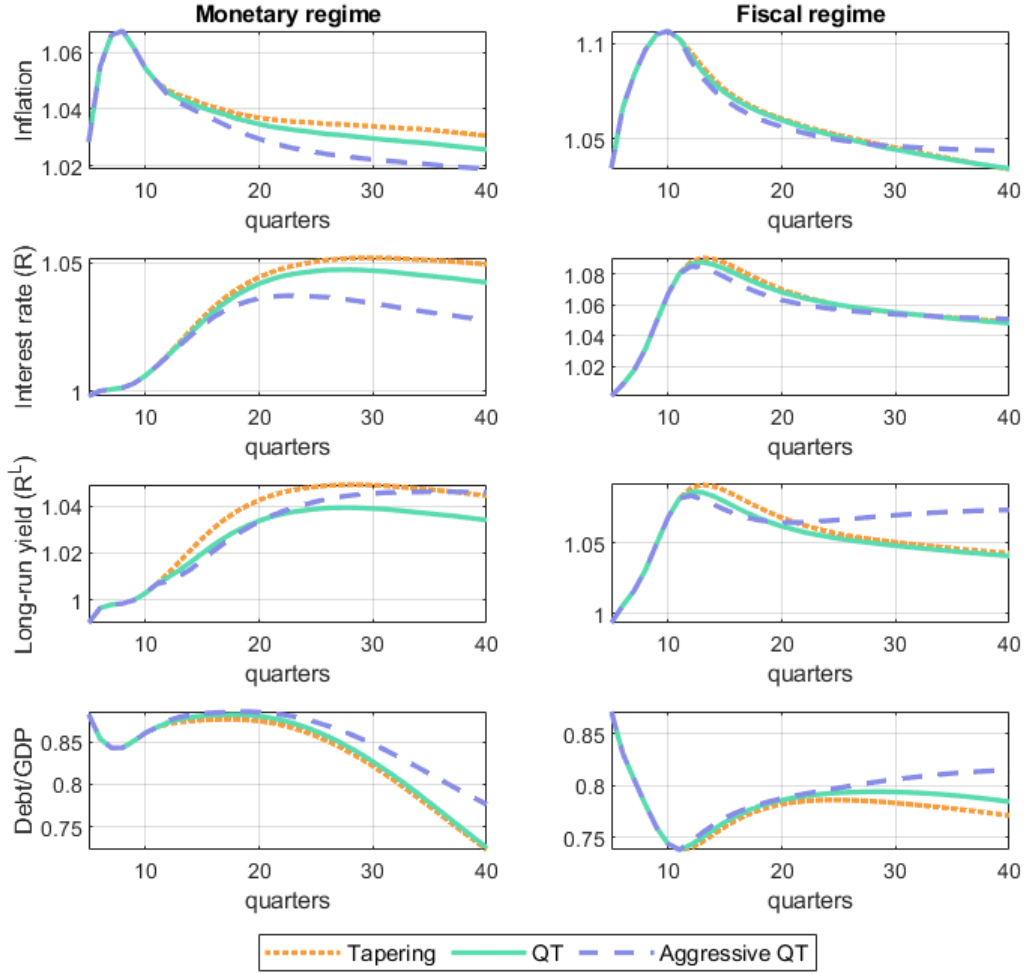 Monetary regime
Fiscal regime
Inflation
1.06
1.04
1.02
10 20 30 40
quarters
1.1
1.05
10 20 30 40
quarters
Interest rate (R)
1.05
1
10 20 30 40
quarters
1.08
1.06
1.04
1.02
10 20 30 40
quarters
Long-run yield (R^L)
1.04
1.02
1
10 20 30 40
quarters
1.05
1
10 20 30 40
quarters
Debt/GDP
0.85
0.8
0.75
10 20 30 40
quarters
0.85
0.8
0.75
10 20 30 40
quarters
Tapering QT Aggressive QT